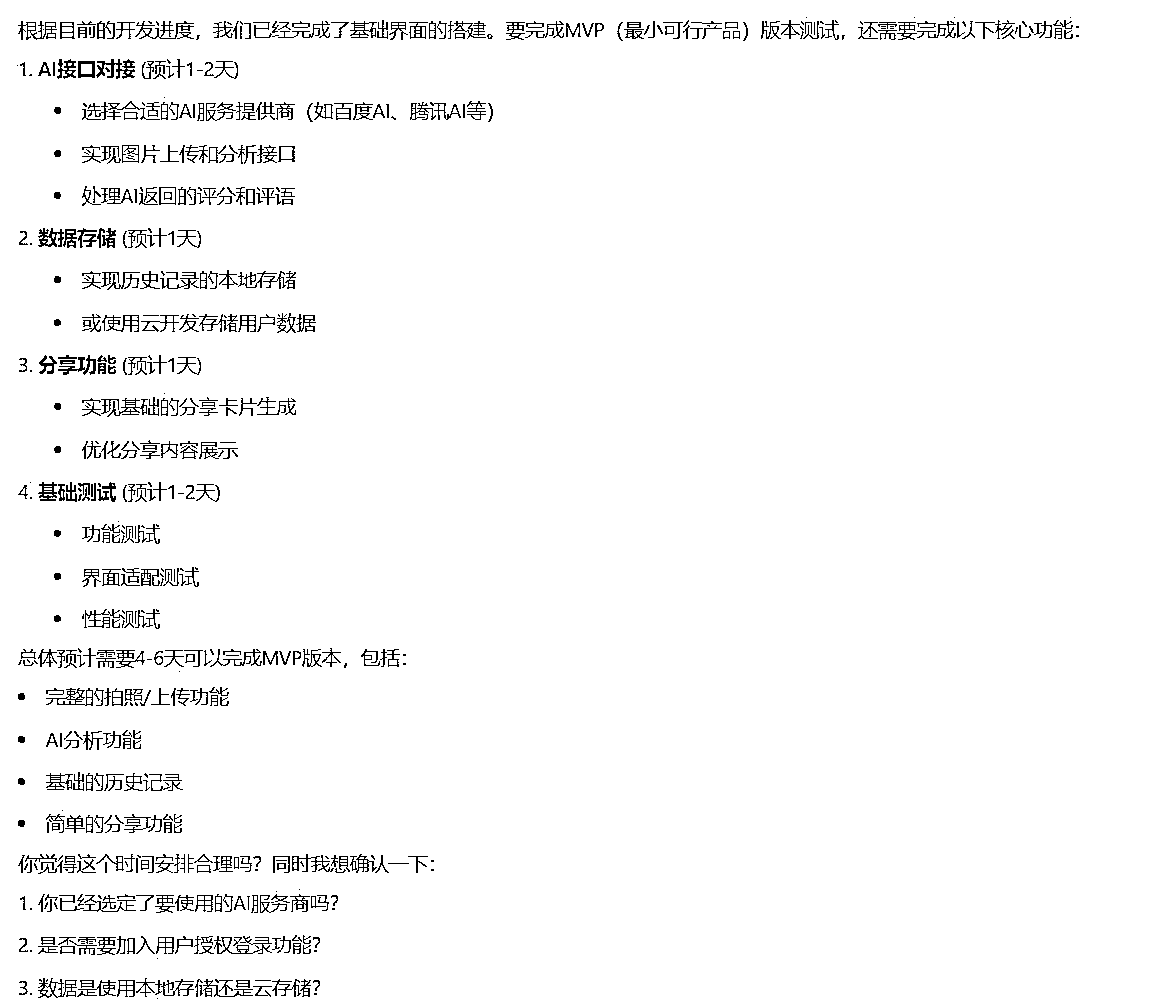 根据目前的开发进度，我们已经完成了基础界面的搭建。要完成MVP（最小可行产品）版本测试，还需要完成以下核心功能：
1. AI接口对接 (预计1-2天)
• 选择合适的AI服务提供商（如百度AI、腾讯AI等）
• 实现图片上传和分析接口
• 处理AI返回的评分和评语
2. 数据存储 (预计1天)
• 实现历史记录的本地存储
• 或使用云开发存储用户数据
3. 分享功能 (预计1天)
• 实现基础的分享卡片生成
• 优化分享内容展示
4. 基础测试 (预计1-2天)
• 功能测试
• 界面适配测试
• 性能测试
总体预计需要4-6天可以完成MVP版本，包括：
• 完整的拍照/上传功能
• AI分析功能
• 基础的历史记录
• 简单的分享功能
你觉得这个时间安排合理吗？同时我想确认一下：
1. 你已经选定了要使用的AI服务商吗？
2. 是否需要加入用户授权登录功能？
3. 数据是使用本地存储还是云存储？